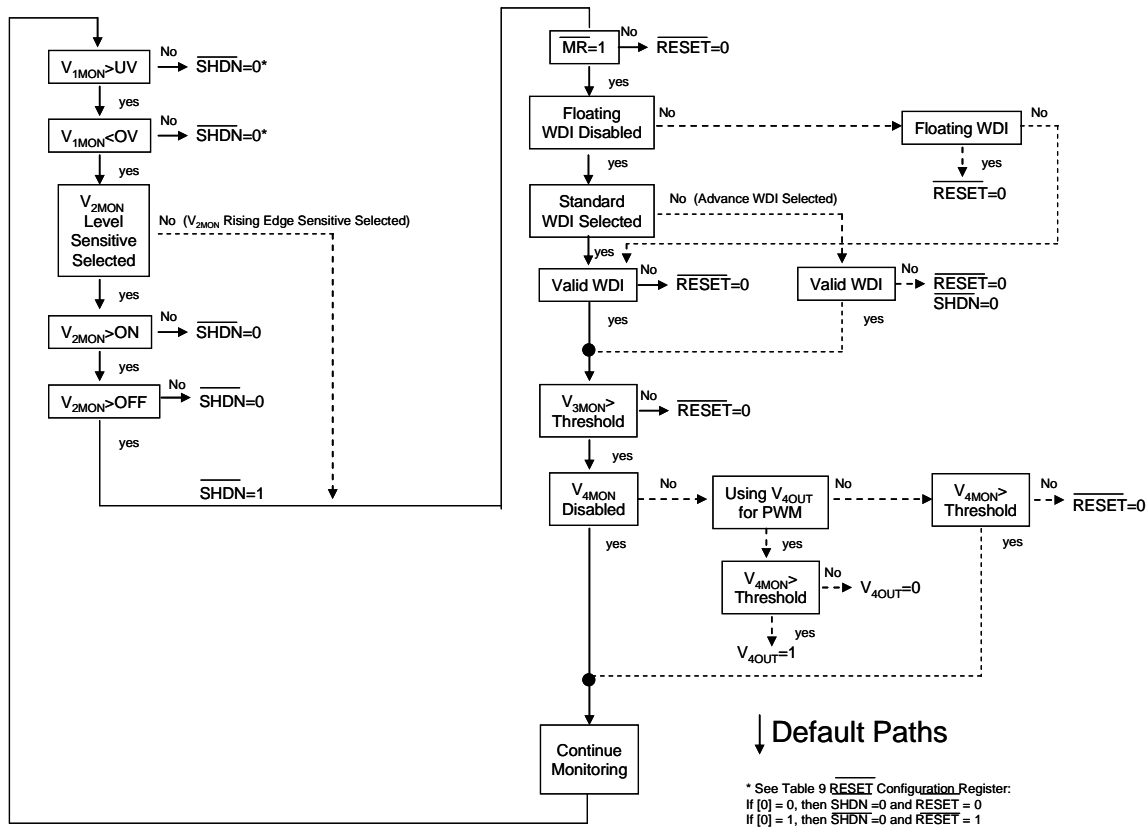 V1MON>UV
No
SHDN=0*
yes
V1MON<OV
No
SHDN=0*
yes
V2MON
Level
Sensitive
Selected
No (V2MON Rising Edge Sensitive Selected)
yes
V2MON>ON
No
SHDN=0
yes
V2MON>OFF
No
SHDN=0
yes
SHDN=1
MR=1
No
RESET=0
yes
Floating
WDI Disabled
No
Floating WDI
No
yes
RESET=0
yes
Standard
WDI Selected
No (Advance WDI Selected)
yes
Valid WDI
No
RESET=0
yes
Valid WDI
No
RESET=0
SHDN=0
yes
V3MON>
Threshold
No
RESET=0
yes
V4MON
Disabled
No
Using V4OUT
for PWM
No
V4MON>
Threshold
No
RESET=0
yes
yes
yes
V4MON>
Threshold
No
V4OUT=0
yes
V4OUT=1
Continue
Monitoring
Default Paths
* See Table 9 RESET Configuration Register:
If [0] = 0, then SHDN =0 and RESET = 0
If [0] = 1, then SHDN =0 and RESET = 1